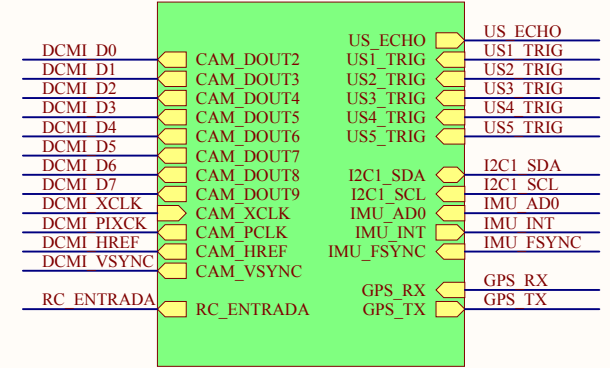 DCMI_D0
DCMI_D1
DCMI_D2
DCMI_D3
DCMI_D4
DCMI_D5
DCMI_D6
DCMI_D7
DCMI_XCLK
DCMI_PIXCK
DCMI_HREF
DCMI_VSYNC
RC_ENTRADA
CAM_DOUT2
CAM_DOUT3
CAM_DOUT4
CAM_DOUT5
CAM_DOUT6
CAM_DOUT7
CAM_DOUT8
CAM_DOUT9
CAM_XCLK
CAM_PCLK
CAM_HREF
CAM_VSYNC
RC_ENTRADA
US_ECHO
US1_TRIG
US2_TRIG
US3_TRIG
US4_TRIG
US5_TRIG
I2C1_SDA
I2C1_SCL
IMU_AD0
IMU_INT
IMU_FSYNC
GPS_RX
GPS_TX
US_ECHO
US1_TRIG
US2_TRIG
US3_TRIG
US4_TRIG
US5_TRIG
I2C1_SDA
I2C1_SCL
IMU_AD0
IMU_INT
IMU_FSYNC
GPS_RX
GPS_TX